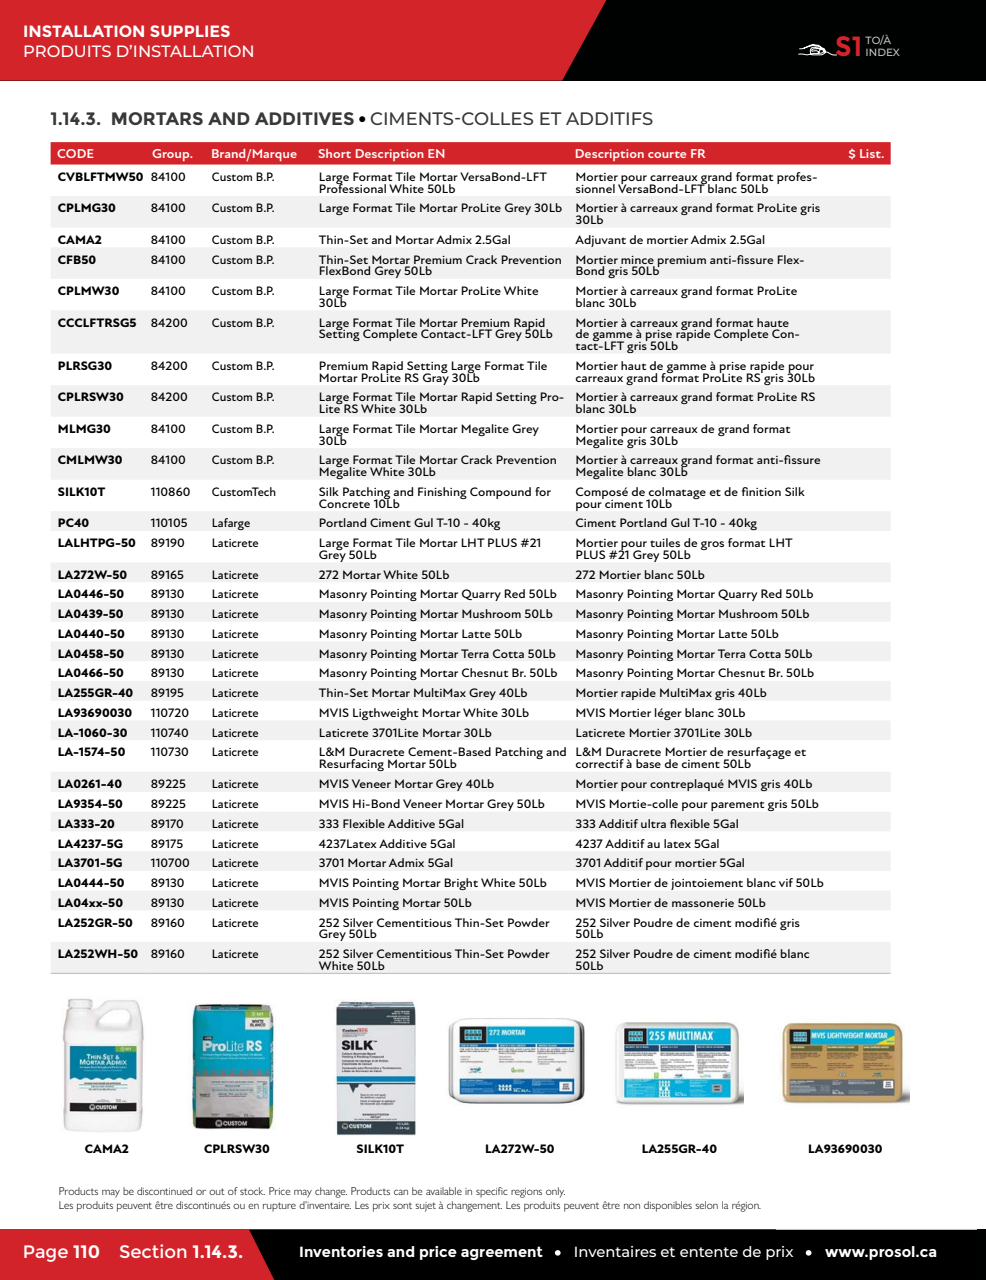 INSTALLATION SUPPLIES
PRODUITS D'INSTALLATION
S1 TO/À INDEX
1.14.3. MORTARS AND ADDITIVES • CIMENTS-COLLES ET ADDITIFS
CODE Group. Brand/Marque Short Description EN Description courte FR $ List.
CVBLFTMW50 84100 Custom B.P. Large Format Tile Mortar VersaBond-LFT Mortier pour carreaux grand format profes-
Professional White 50Lb sionnel VersaBond-LFT blanc 50Lb
CPLMG30 84100 Custom B.P. Large Format Tile Mortar ProLite Grey 30Lb Mortier à carreaux grand format ProLite gris
30Lb
CAMA2 84100 Custom B.P. Thin-Set and Mortar Admix 2.5Gal Adjuvant de mortier Admix 2.5Gal
CFB50 84100 Custom B.P. Thin-Set Mortar Premium Crack Prevention Mortier mince premium anti-fissure Flex-
FlexBond Grey 50Lb Bond gris 50Lb
CPLMW30 84100 Custom B.P. Large Format Tile Mortar ProLite White Mortier à carreaux grand format ProLite
30Lb blanc 30Lb
CCCLFTRSG5 84200 Custom B.P. Large Format Tile Mortar Premium Rapid Mortier à carreaux grand format haute
Setting Complete Contact-LFT Grey 50Lb de gamme à prise rapide Complete Con-
tact-LFT gris 50Lb
PLRSG30 84200 Custom B.P. Premium Rapid Setting Large Format Tile Mortier haut de gamme à prise rapide pour
Mortar ProLite RS Gray 30Lb carreaux grand format ProLite RS gris 30Lb
CPLRSW30 84200 Custom B.P. Large Format Tile Mortar Rapid Setting Pro- Mortier à carreaux grand format ProLite RS
Lite RS White 30Lb blanc 30Lb
MLMG30 84100 Custom B.P. Large Format Tile Mortar Megalite Grey Mortier pour carreaux de grand format
30Lb Megalite gris 30Lb
CMLMW30 84100 Custom B.P. Large Format Tile Mortar Crack Prevention Mortier à carreaux grand format anti-fissure
Megalite White 30Lb Megalite blanc 30Lb
SILK10T 110860 CustomTech Silk Patching and Finishing Compound for Composé de colmatage et de finition Silk
Concrete 10Lb pour ciment 10Lb
PC40 110105 Lafarge Portland Ciment Gul T-10 - 40kg Ciment Portland Gul T-10 - 40kg
LALHTPG-50 89190 Laticrete Large Format Tile Mortar LHT PLUS #21 Mortier pour tuiles de gros format LHT
Grey 50Lb PLUS #21 Grey 50Lb
LA272W-50 89165 Laticrete 272 Mortar White 50Lb 272 Mortier blanc 50Lb
LA0446-50 89130 Laticrete Masonry Pointing Mortar Quarry Red 50Lb Masonry Pointing Mortar Quarry Red 50Lb
LA0439-50 89130 Laticrete Masonry Pointing Mortar Mushroom 50Lb Masonry Pointing Mortar Mushroom 50Lb
LA0440-50 89130 Laticrete Masonry Pointing Mortar Latte 50Lb Masonry Pointing Mortar Latte 50Lb
LA0458-50 89130 Laticrete Masonry Pointing Mortar Terra Cotta 50Lb Masonry Pointing Mortar Terra Cotta 50Lb
LA0466-50 89130 Laticrete Masonry Pointing Mortar Chesnut Br. 50Lb Masonry Pointing Mortar Chesnut Br. 50Lb
LA255GR-40 89195 Laticrete Thin-Set Mortar MultiMax Grey 40Lb Mortier rapide MultiMax gris 40Lb
LA93690030 110720 Laticrete MVIS Ligthweight Mortar White 30Lb MVIS Mortier léger blanc 30Lb
LA-1060-30 110740 Laticrete Laticrete 3701Lite Mortar 30Lb Laticrete Mortier 3701Lite 30Lb
LA-1574-50 110730 Laticrete L&M Duracrete Cement-Based Patching and L&M Duracrete Mortier de resurfaçage et
Resurfacing Mortar 50Lb correctif à base de ciment 50Lb
LA0261-40 89225 Laticrete MVIS Veneer Mortar Grey 40Lb Mortier pour contreplaqué MVIS gris 40Lb
LA9354-50 89225 Laticrete MVIS Hi-Bond Veneer Mortar Grey 50Lb MVIS Mortie-colle pour parement gris 50Lb
LA333-20 89170 Laticrete 333 Flexible Additive 5Gal 333 Additif ultra flexible 5Gal
LA4237-5G 89175 Laticrete 4237Latex Additive 5Gal 4237 Additif au latex 5Gal
LA3701-5G 110700 Laticrete 3701 Mortar Admix 5Gal 3701 Additif pour mortier 5Gal
LA0444-50 89130 Laticrete MVIS Pointing Mortar Bright White 50Lb MVIS Mortier de jointoiement blanc vif 50Lb
LA04xx-50 89130 Laticrete MVIS Pointing Mortar 50Lb MVIS Mortier de massonerie 50Lb
LA252GR-50 89160 Laticrete 252 Silver Cementitious Thin-Set Powder 252 Silver Poudre de ciment modifié gris
Grey 50Lb 50Lb
LA252WH-50 89160 Laticrete 252 Silver Cementitious Thin-Set Powder 252 Silver Poudre de ciment modifié blanc
White 50Lb 50Lb
THIN-SET &
MORTAR ADMIX
CUSTOM
WHITE
BLANCO
ProLite RS
CUSTOM
SILK
CUSTOM
272 MORTAR
255 MULTIMAX
MVIS LIGHTWEIGHT MORTAR
CAMA2 CPLRSW30 SILK10T LA272W-50 LA255GR-40 LA93690030
Products may be discontinued or out of stock. Price may change. Products can be available in specific regions only.
Les produits peuvent être discontinués ou en rupture d'inventaire. Les prix sont sujet à changement. Les produits peuvent être non disponibles selon la région.
Page 110 Section 1.14.3. Inventories and price agreement • Inventaires et entente de prix • www.prosol.ca